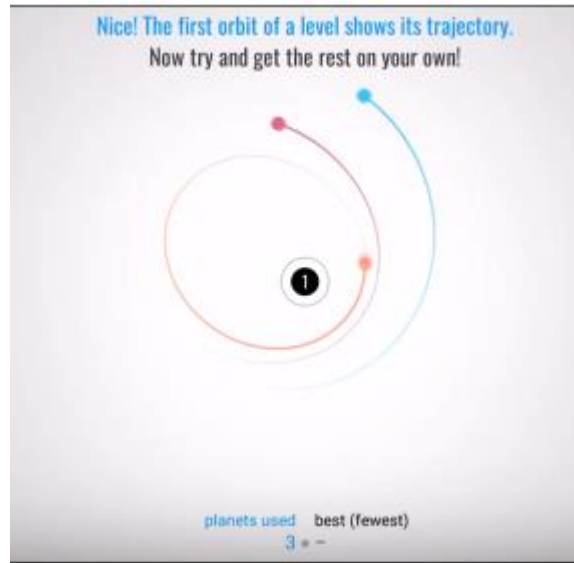 Nice! The first orbit of a level shows its trajectory.
Now try and get the rest on your own!
1
planets used best (fewest)
3 • –